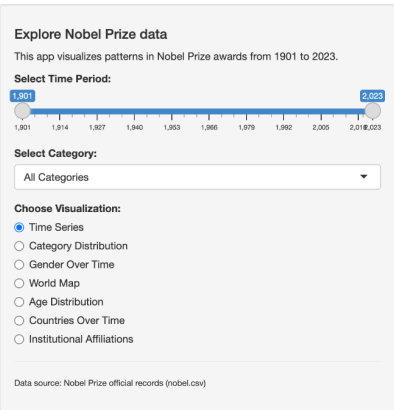 Explore Nobel Prize data
This app visualizes patterns in Nobel Prize awards from 1901 to 2023.
Select Time Period:
1,901 2,023
1,901 1,914 1,927 1,940 1,953 1,966 1,979 1,992 2,005 2,018 2,023
Select Category:
All Categories
Choose Visualization:
Time Series
Category Distribution
Gender Over Time
World Map
Age Distribution
Countries Over Time
Institutional Affiliations
Data source: Nobel Prize official records (nobel.csv)